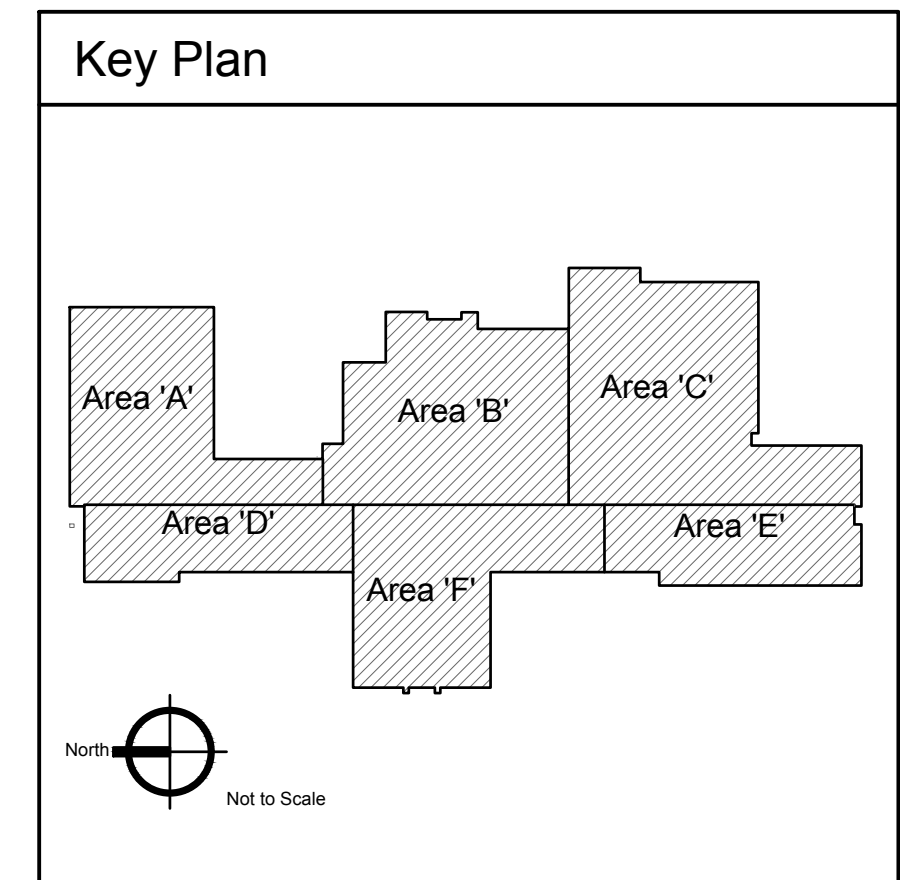 Key Plan
Area 'A'
Area 'B'
Area 'C'
Area 'D'
Area 'E'
Area 'F'
North
Not to Scale